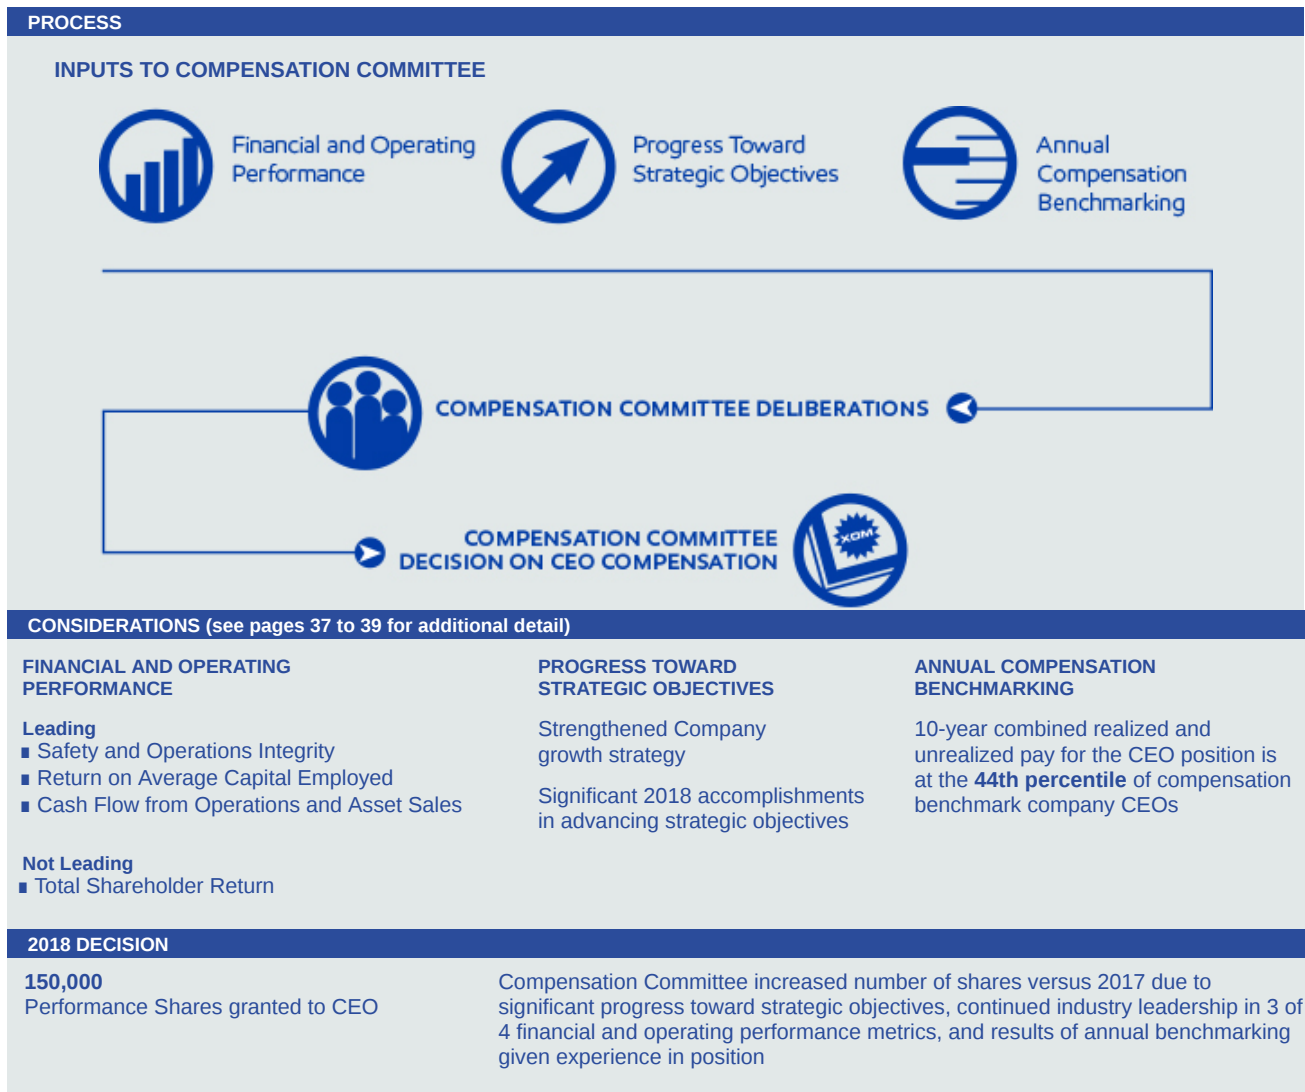 PROCESS
INPUTS TO COMPENSATION COMMITTEE
Financial and Operating
Performance
Progress Toward
Strategic Objectives
Annual
Compensation
Benchmarking
COMPENSATION COMMITTEE DELIBERATIONS
COMPENSATION COMMITTEE
DECISION ON CEO COMPENSATION
XOM
CONSIDERATIONS (see pages 37 to 39 for additional detail)
FINANCIAL AND OPERATING
PERFORMANCE
Leading
▪ Safety and Operations Integrity
▪ Return on Average Capital Employed
▪ Cash Flow from Operations and Asset Sales
Not Leading
▪ Total Shareholder Return
PROGRESS TOWARD
STRATEGIC OBJECTIVES
Strengthened Company
growth strategy
Significant 2018 accomplishments
in advancing strategic objectives
ANNUAL COMPENSATION
BENCHMARKING
10-year combined realized and
unrealized pay for the CEO position is
at the 44th percentile of compensation
benchmark company CEOs
2018 DECISION
150,000
Performance Shares granted to CEO
Compensation Committee increased number of shares versus 2017 due to
significant progress toward strategic objectives, continued industry leadership in 3 of
4 financial and operating performance metrics, and results of annual benchmarking
given experience in position